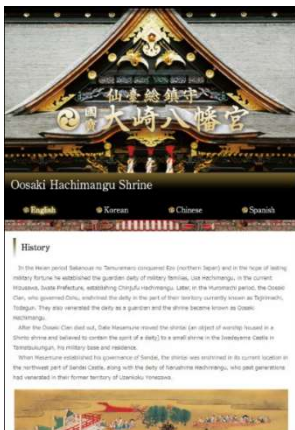 仙臺総鎮守
國寶 大崎八幡宮
Oosaki Hachimangu Shrine
English Korean Chinese Spanish
History
In the Heian period Sakanoue no Tamuramaro conquered Ezo (northern Japan) and in the hope of lasting
military fortune he established the guardian deity of military families, Usa Hachimangu, in the current
Mizusawa, Iwate Prefecture, establishing Chinjufu Hachimangu. Later, in the Muromachi period, the Oosaki
Clan, who governed Oshu, enshrined the deity in the part of their territory currently known as Tajirimachi,
Todagun. They also venerated the deity as a guardian and the shrine became known as Oosaki
Hachimangu.
After the Oosaki Clan died out, Date Masamune moved the shintai (an object of worship housed in a
Shinto shrine and believed to contain the spirit of a deity) to a small shrine in the Iwadeyama Castle in
Tamatsukurigun, his military base and residence.
When Masamune established his governance of Sendai, the shintai was enshrined in its current location at
the northwest part of Sendai Castle, along with the deity of Narushima Hachimangu, who past generations
had venerated in their former territory of Yonezawa.